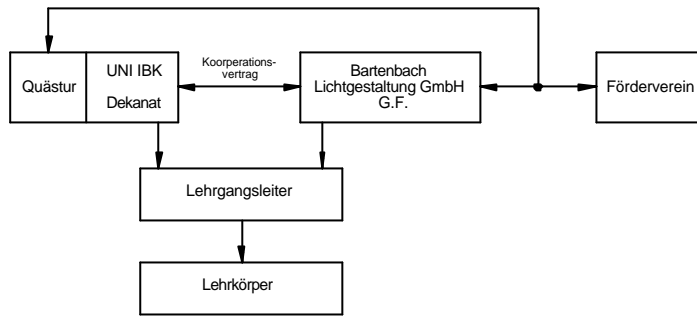 Quästur
UNI IBK
Dekanat
Koorperations-
vertrag
Bartenbach
Lichtgestaltung GmbH
G.F.
Förderverein
Lehrgangsleiter
Lehrkörper